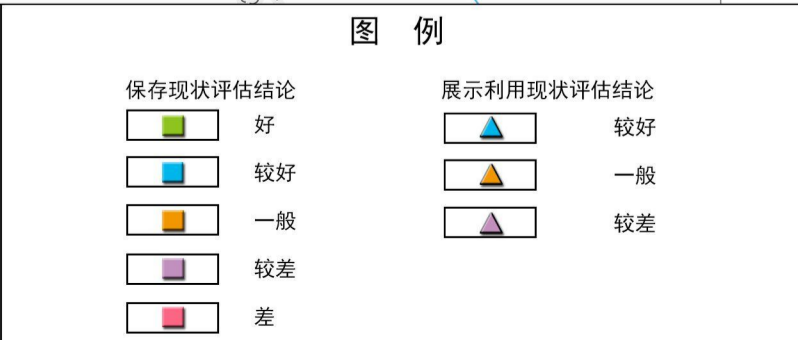 图 例
保存现状评估结论
好
较好
一般
较差
差
展示利用现状评估结论
较好
一般
较差